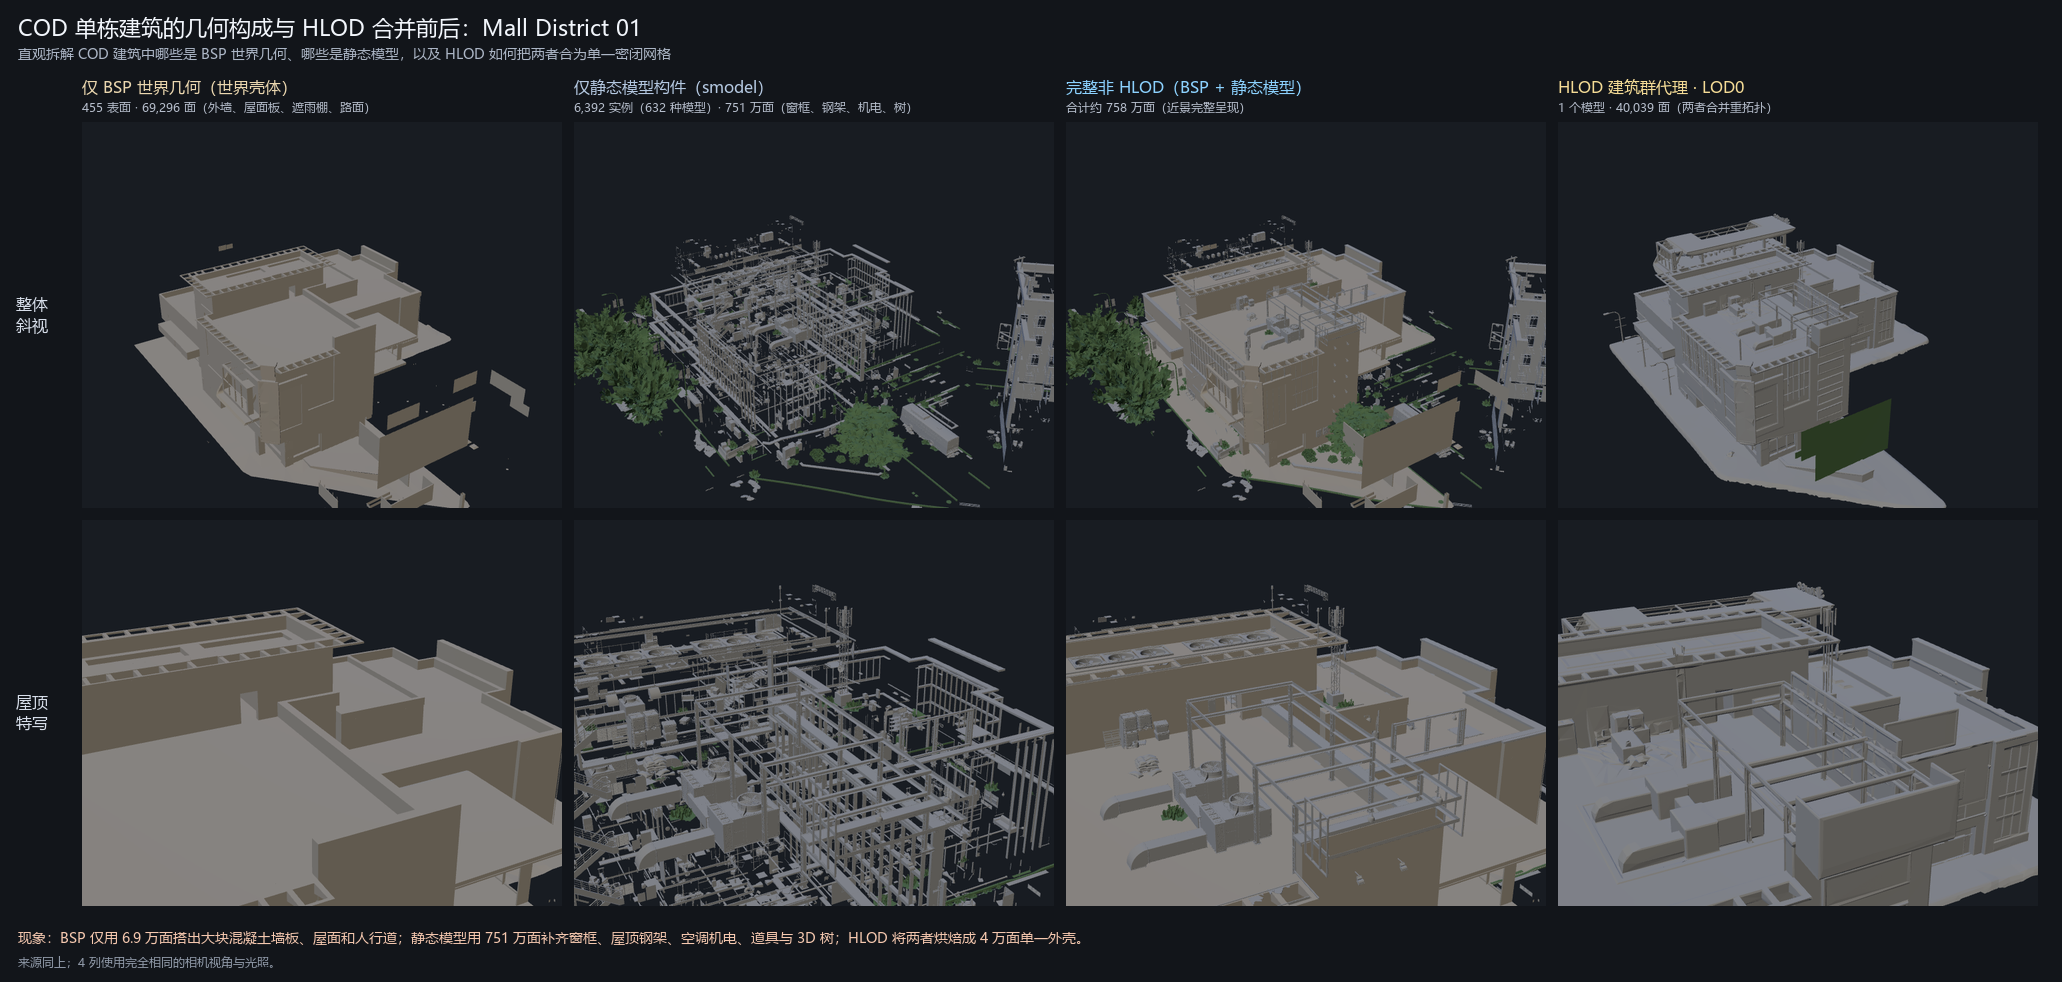 COD 单栋建筑的几何构成与 HLOD 合并前后：Mall District 01
直观拆解 COD 建筑中哪些是 BSP 世界几何、哪些是静态模型，以及 HLOD 如何把两者合为单一密闭网格
仅 BSP 世界几何（世界壳体）
455 表面 · 69,296 面（外墙、屋面板、遮雨棚、路面）
仅静态模型构件（smodel）
6,392 实例（632 种模型）· 751 万面（窗框、钢架、机电、树）
完整非 HLOD（BSP + 静态模型）
合计约 758 万面（近景完整呈现）
HLOD 建筑群代理 · LOD0
1 个模型 · 40,039 面（两者合并重拓扑）
整体
斜视
屋顶
特写
现象：BSP 仅用 6.9 万面搭出大块混凝土墙板、屋面和人行道；静态模型用 751 万面补齐窗框、屋顶钢架、空调机电、道具与 3D 树；HLOD 将两者烘焙成 4 万面单一外壳。
来源同上；4 列使用完全相同的相机视角与光照。